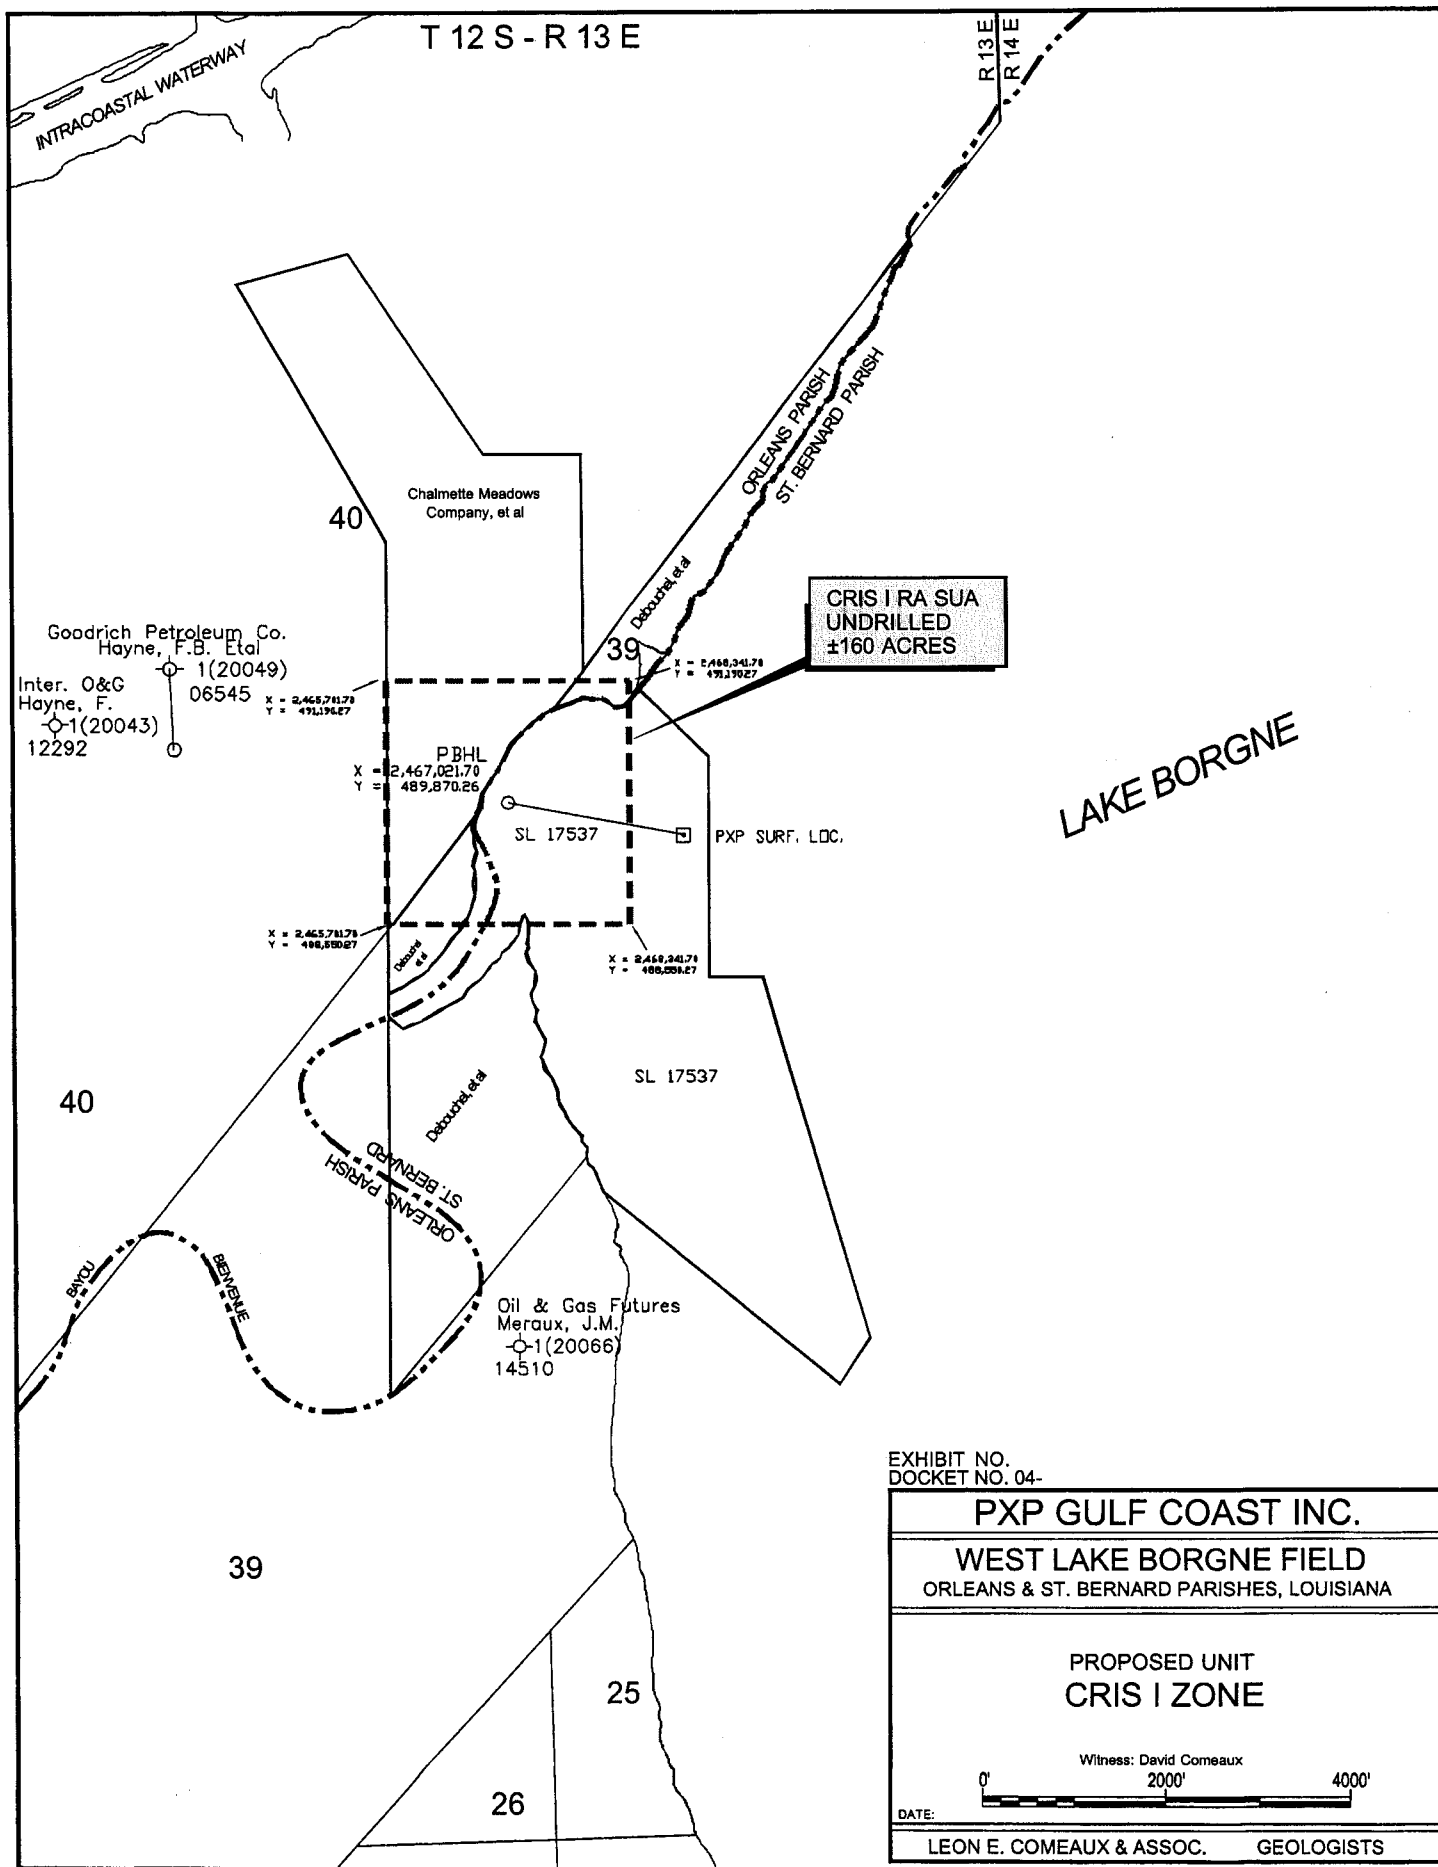 T 12 S - R 13 E
R 13 E
R 14 E
INTRACOASTAL WATERWAY
ORLEANS PARISH
ST. BERNARD PARISH
Chalmette Meadows
Company, et al
40
Debouchel, et al
CRIS I RA SUA
UNDRILLED
±160 ACRES
39
Goodrich Petroleum Co.
Hayne, F.B. Etal
1(20049)
06545
Inter. O&G
Hayne, F.
1(20043)
12292
PBHL
X = 2,467,021.70
Y = 489,870.26
SL 17537
PXP SURF. LOC.
LAKE BORGNE
Debouchel
et al
SL 17537
40
Debouchel, et al
ST. BERNARD
ORLEANS PARISH
BAYOU
BIENVENUE
Oil & Gas Futures
Meraux, J.M.
1(20066)
14510
39
25
26
EXHIBIT NO.
DOCKET NO. 04-
PXP GULF COAST INC.
WEST LAKE BORGNE FIELD
ORLEANS & ST. BERNARD PARISHES, LOUISIANA
PROPOSED UNIT
CRIS I ZONE
Witness: David Comeaux
0' 2000' 4000'
DATE:
LEON E. COMEAUX & ASSOC. GEOLOGISTS